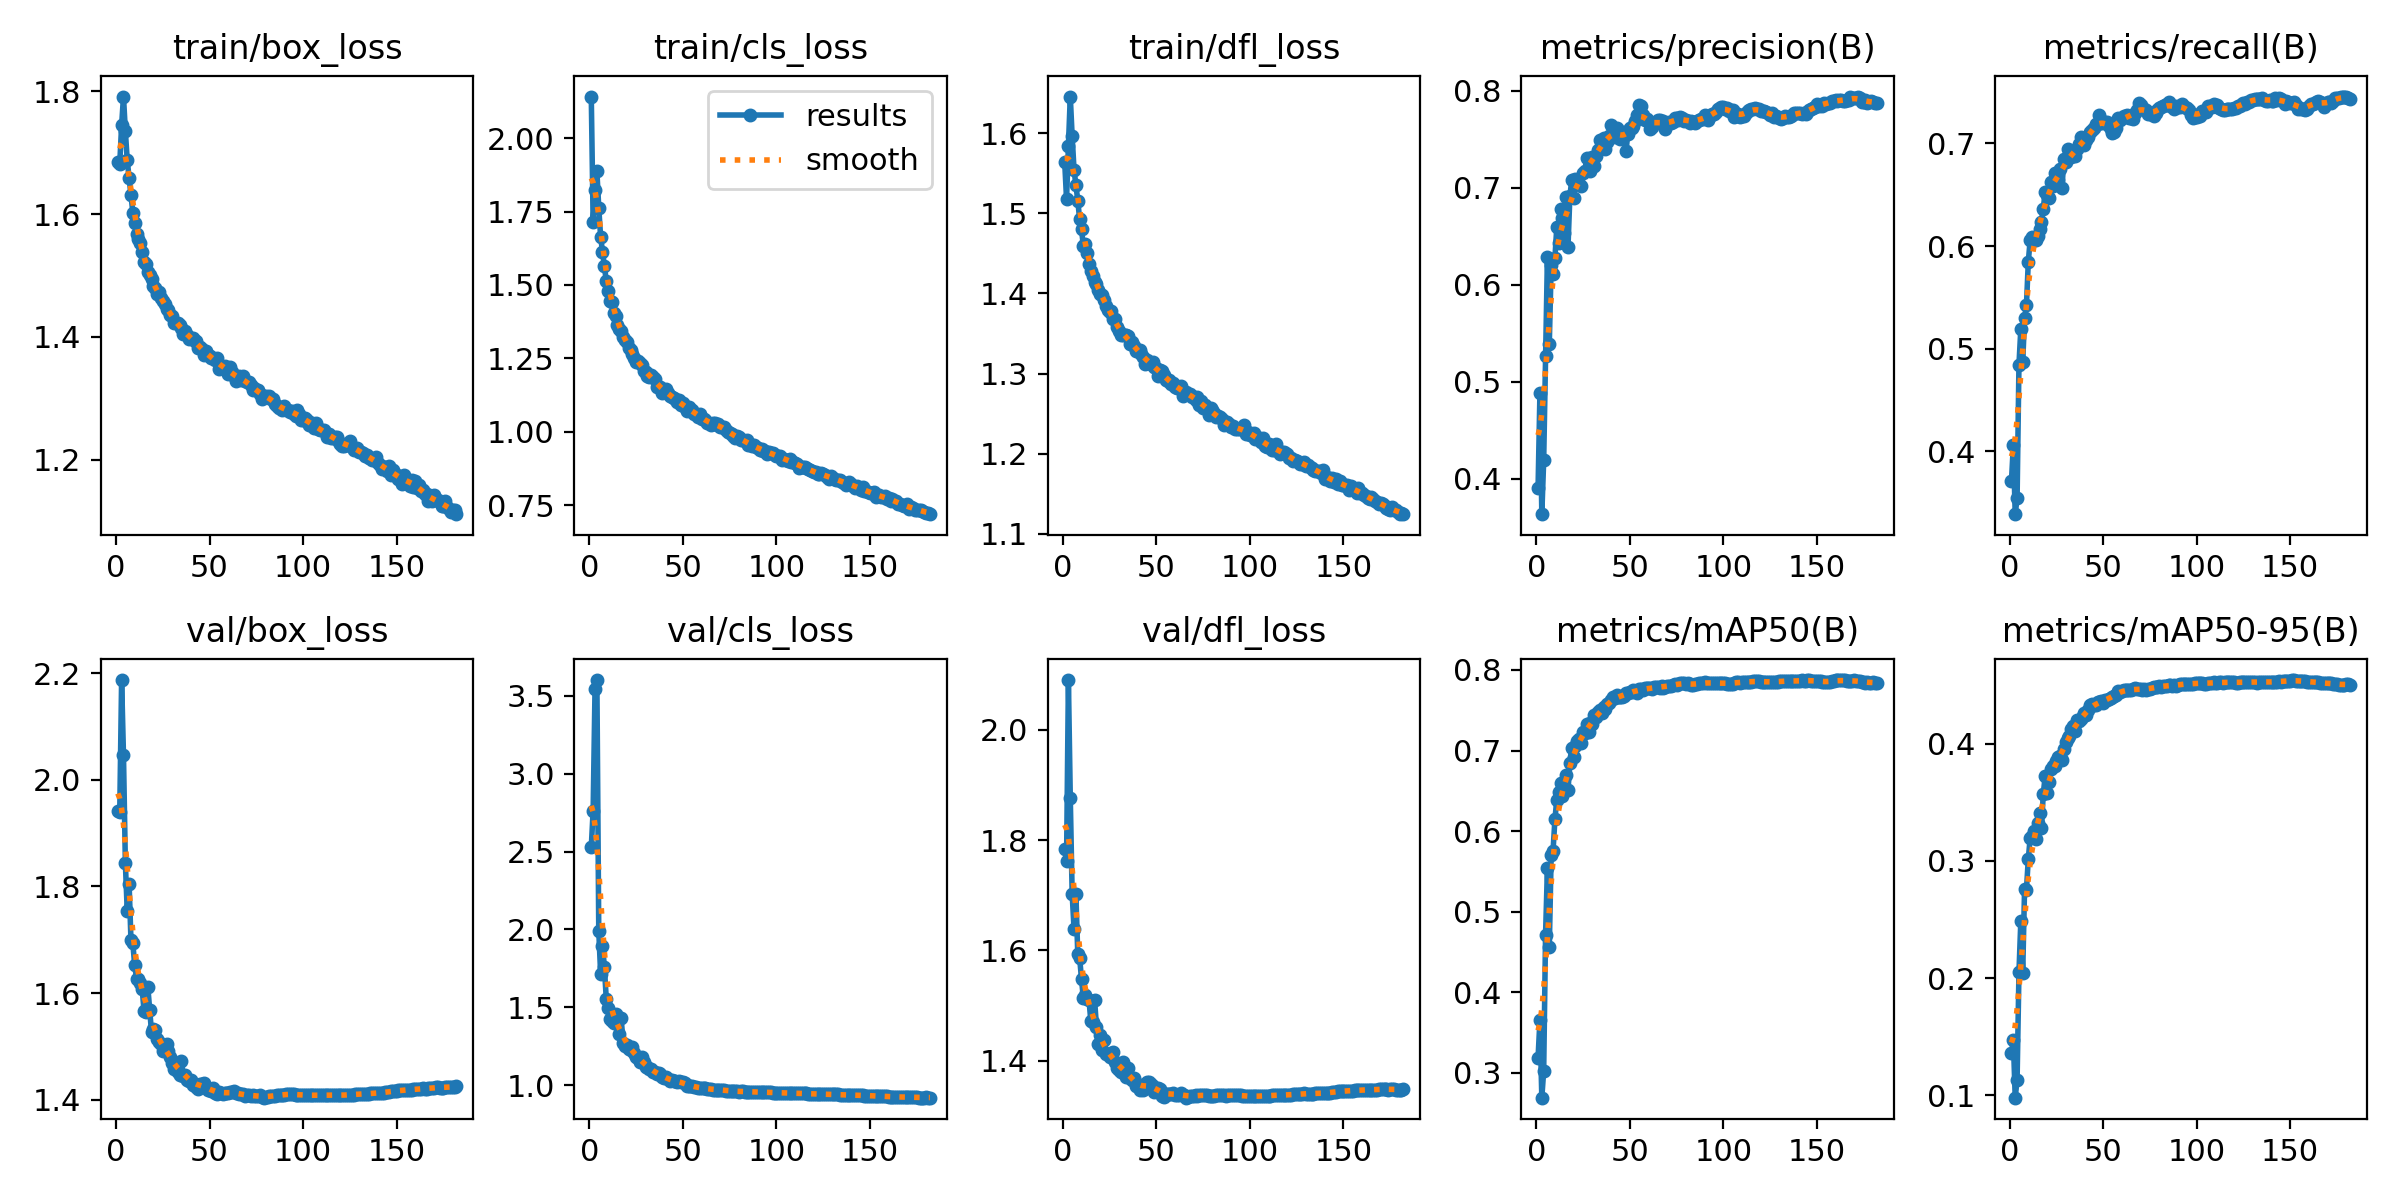 train/box_loss
1.8
1.6
1.4
1.2
0 50 100 150
train/cls_loss
results
smooth
2.00
1.75
1.50
1.25
1.00
0.75
0 50 100 150
train/dfl_loss
1.6
1.5
1.4
1.3
1.2
1.1
0 50 100 150
metrics/precision(B)
0.8
0.7
0.6
0.5
0.4
0 50 100 150
metrics/recall(B)
0.7
0.6
0.5
0.4
0 50 100 150
val/box_loss
2.2
2.0
1.8
1.6
1.4
0 50 100 150
val/cls_loss
3.5
3.0
2.5
2.0
1.5
1.0
0 50 100 150
val/dfl_loss
2.0
1.8
1.6
1.4
0 50 100 150
metrics/mAP50(B)
0.8
0.7
0.6
0.5
0.4
0.3
0 50 100 150
metrics/mAP50-95(B)
0.4
0.3
0.2
0.1
0 50 100 150